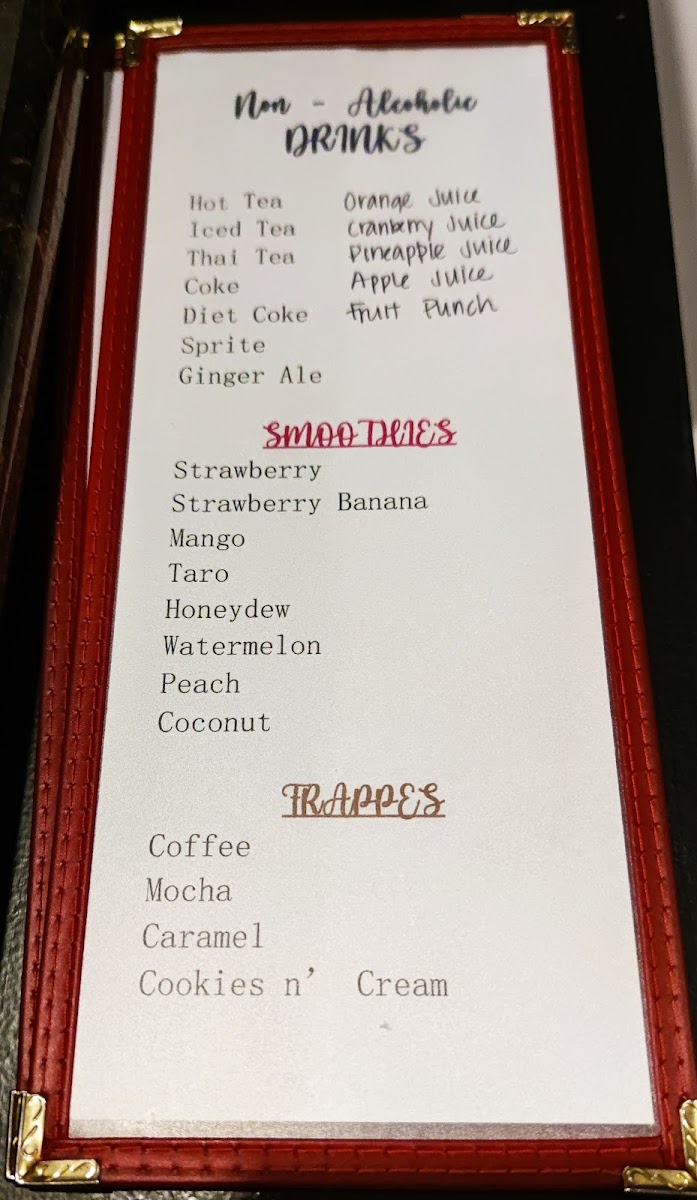 Non - Alcoholic
DRINKS
Hot Tea
Iced Tea
Thai Tea
Coke
Diet Coke
Sprite
Ginger Ale
Orange Juice
Cranberry Juice
Pineapple Juice
Apple Juice
Fruit Punch
SMOOTHIES
Strawberry
Strawberry Banana
Mango
Taro
Honeydew
Watermelon
Peach
Coconut
FRAPPES
Coffee
Mocha
Caramel
Cookies n' Cream